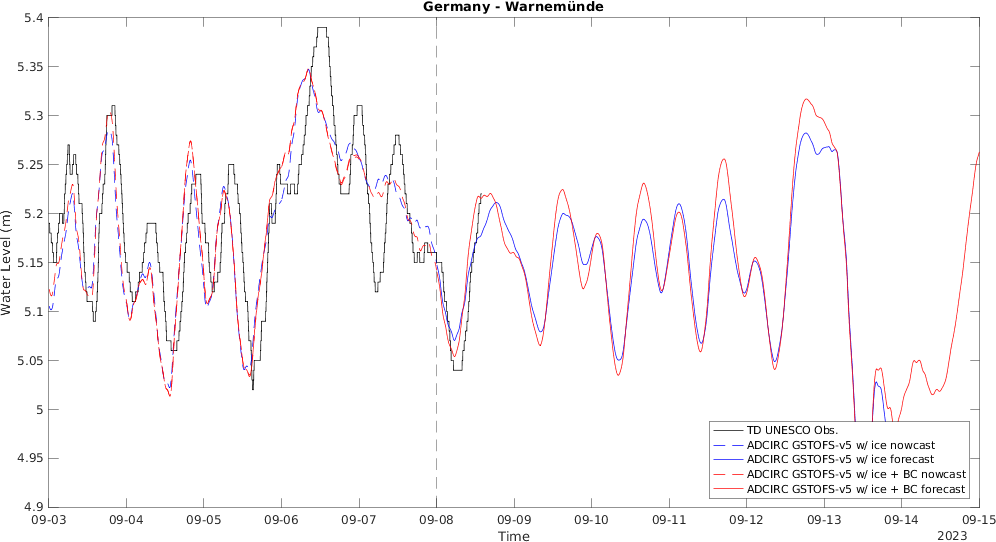 Germany - Warnemünde
5.4
5.35
5.3
5.25
5.2
5.15
5.1
5.05
5
4.95
4.9
Water Level (m)
09-03 09-04 09-05 09-06 09-07 09-08 09-09 09-10 09-11 09-12 09-13 09-14 09-15
Time
2023
TD UNESCO Obs.
ADCIRC GSTOFS-v5 w/ ice nowcast
ADCIRC GSTOFS-v5 w/ ice forecast
ADCIRC GSTOFS-v5 w/ ice + BC nowcast
ADCIRC GSTOFS-v5 w/ ice + BC forecast